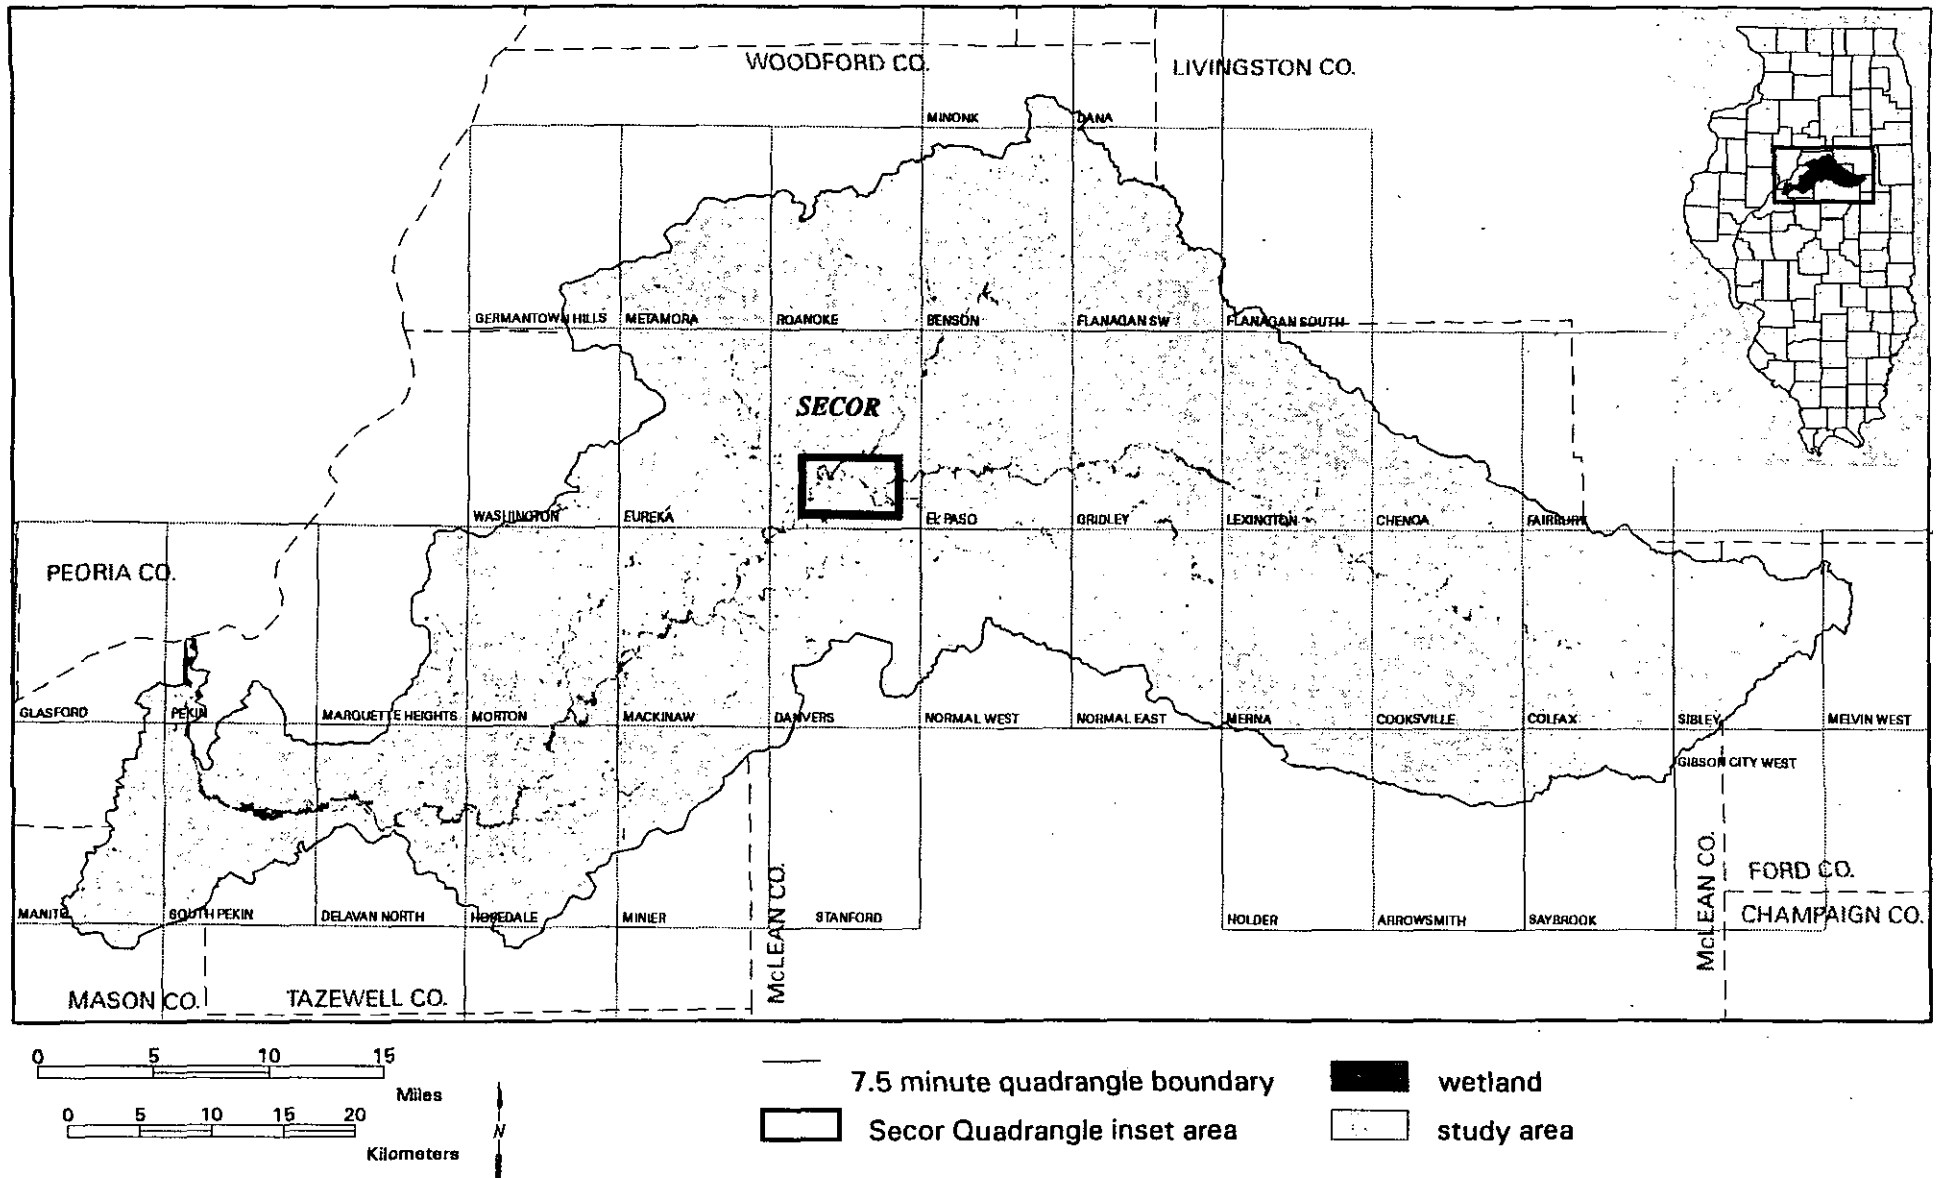 WOODFORD CO.
LIVINGSTON CO.
MINONK
DANA
GERMANTOWN HILLS
METAMORA
ROANOKE
BENSON
FLANAGAN SW
FLANAGAN SOUTH
SECOR
WASHINGTON
EUREKA
EL PASO
GRIDLEY
LEXINGTON
CHENOA
FAIRBURY
PEORIA CO.
GLASFORD
PEKIN
MARQUETTE HEIGHTS
MORTON
MACKINAW
DANVERS
NORMAL WEST
NORMAL EAST
MERNA
COOKSVILLE
COLFAX
SIBLEY
MELVIN WEST
GIBSON CITY WEST
McLEAN CO.
McLEAN CO.
FORD CO.
CHAMPAIGN CO.
MANITO
SOUTH PEKIN
DELAVAN NORTH
HOPEDALE
MINIER
STANFORD
HOLDER
ARROWSMITH
SAYBROOK
MASON CO.
TAZEWELL CO.
0 5 10 15
Miles
0 5 10 15 20
Kilometers
N
7.5 minute quadrangle boundary
wetland
Secor Quadrangle inset area
study area